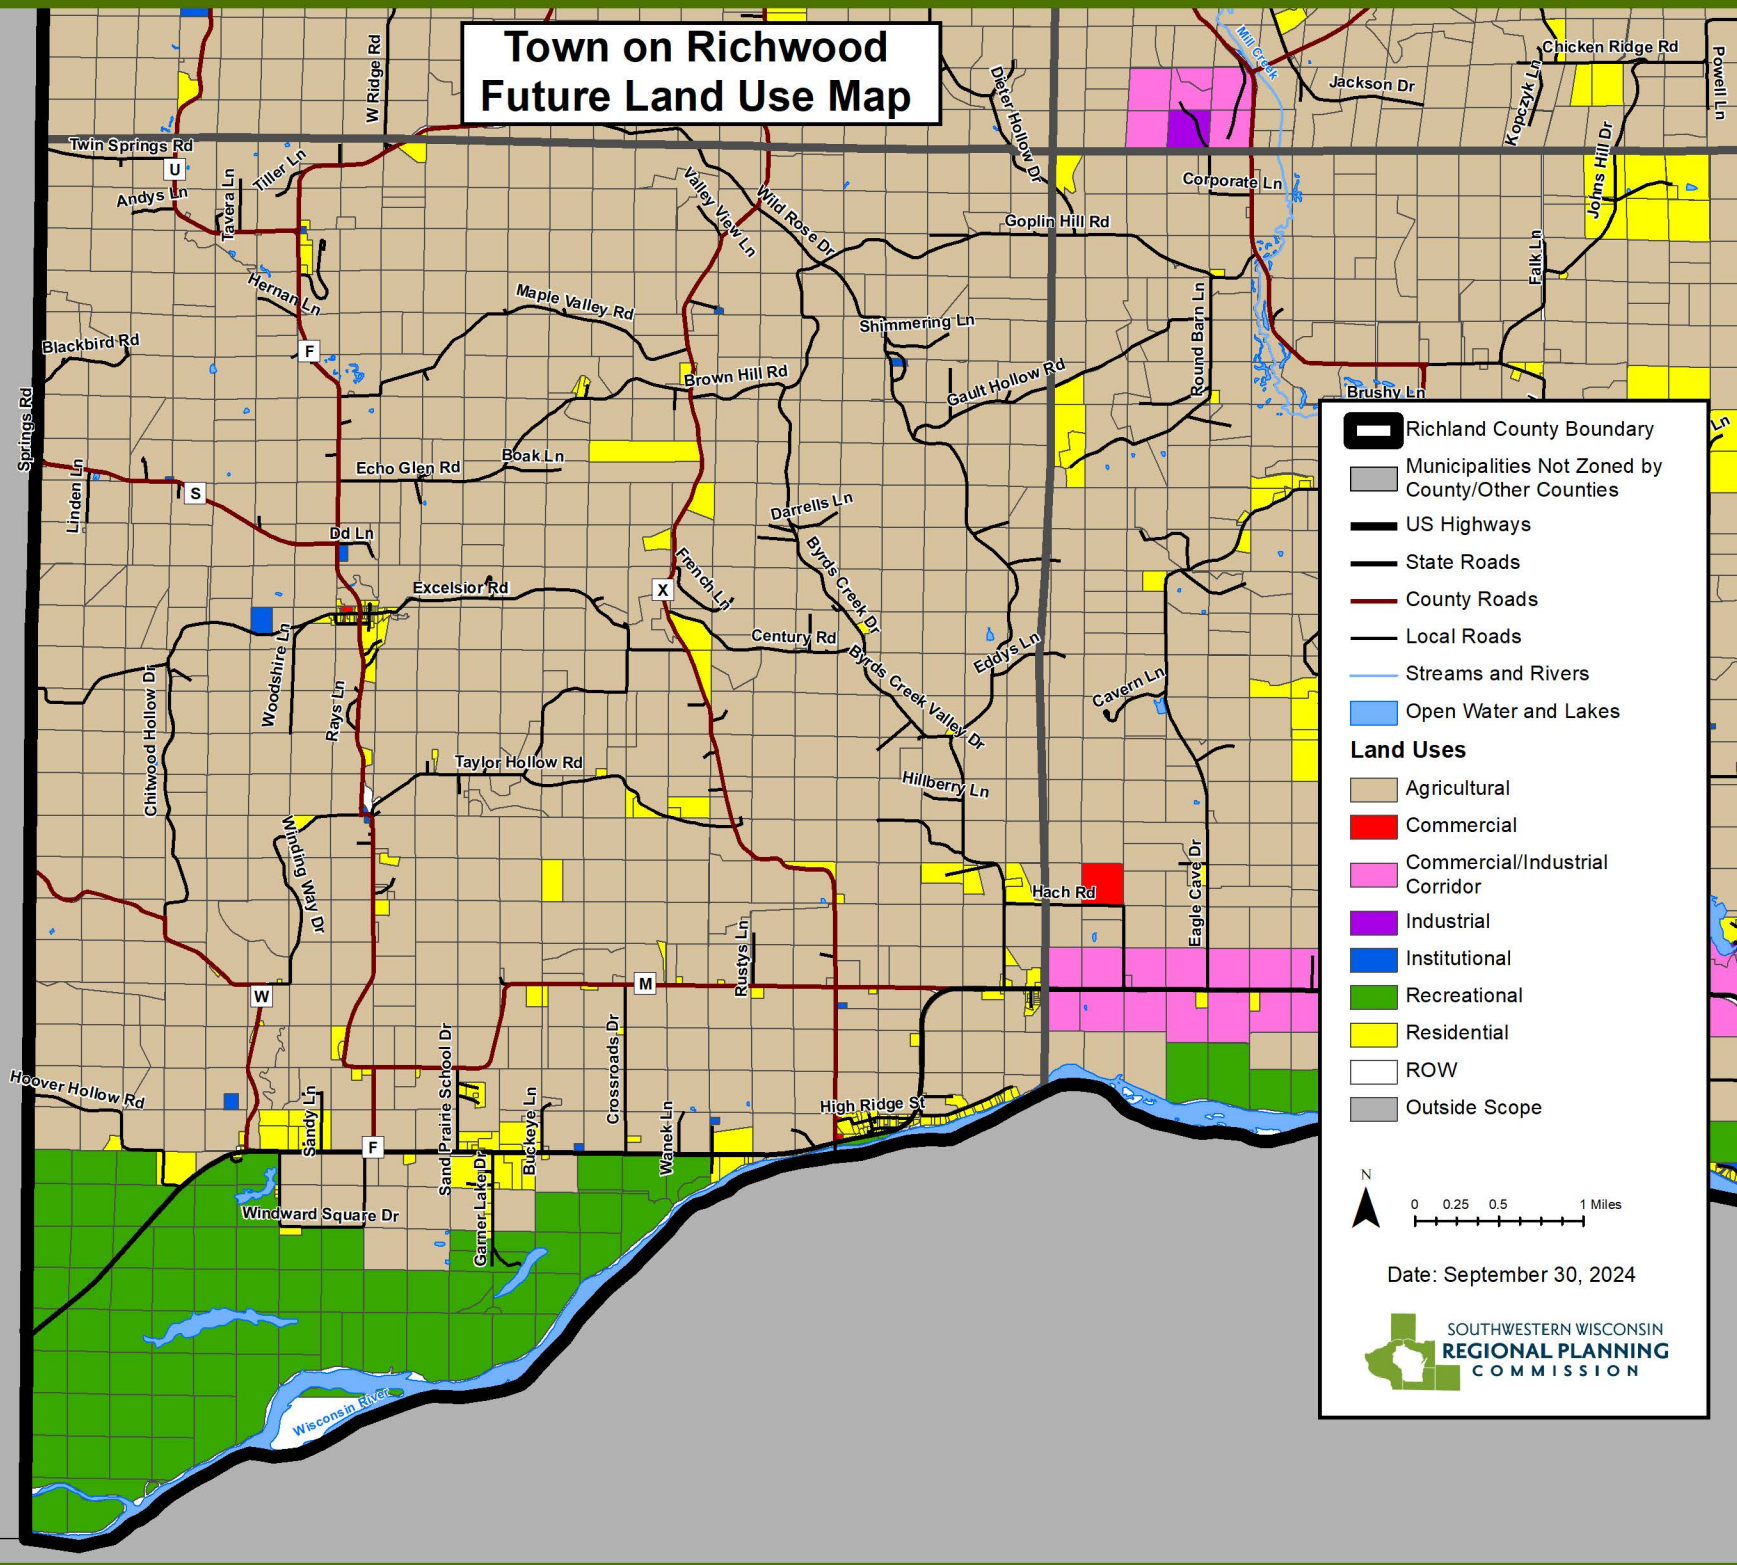 Town on Richwood
Future Land Use Map
W Ridge Rd
Dieter Hollow Dr
Mill Creek
Jackson Dr
Kopczyk Ln
Chicken Ridge Rd
Powell Ln
Twin Springs Rd
U
Andys Ln
Tavera Ln
Tiller Ln
Valley View Ln
Wild Rose Dr
Goplin Hill Rd
Corporate Ln
Johns Hill Dr
Falk Ln
Hernan Ln
Maple Valley Rd
Shimmering Ln
Round Barn Ln
Blackbird Rd
F
Brown Hill Rd
Gault Hollow Rd
Brushy Ln
Ln
Springs Rd
Linden Ln
S
Echo Glen Rd
Boak Ln
Darrells Ln
Dd Ln
Excelsior Rd
X
French Ln
Byrds Creek Dr
Century Rd
Byrds Creek Valley Dr
Eddys Ln
Cavern Ln
Chitwood Hollow Dr
Woodshire Ln
Rays Ln
Taylor Hollow Rd
Hillberry Ln
Winding Way Dr
Hach Rd
Eagle Cave Dr
Rustys Ln
W
M
Hoover Hollow Rd
Sandy Ln
F
Sand Prairie School Dr
Garner Lake Dr
Buckeye Ln
Crossroads Dr
Wanek Ln
High Ridge St
Windward Square Dr
Wisconsin River
Richland County Boundary
Municipalities Not Zoned by
County/Other Counties
US Highways
State Roads
County Roads
Local Roads
Streams and Rivers
Open Water and Lakes
Land Uses
Agricultural
Commercial
Commercial/Industrial
Corridor
Industrial
Institutional
Recreational
Residential
ROW
Outside Scope
N
0 0.25 0.5 1 Miles
Date: September 30, 2024
SOUTHWESTERN WISCONSIN
REGIONAL PLANNING
COMMISSION